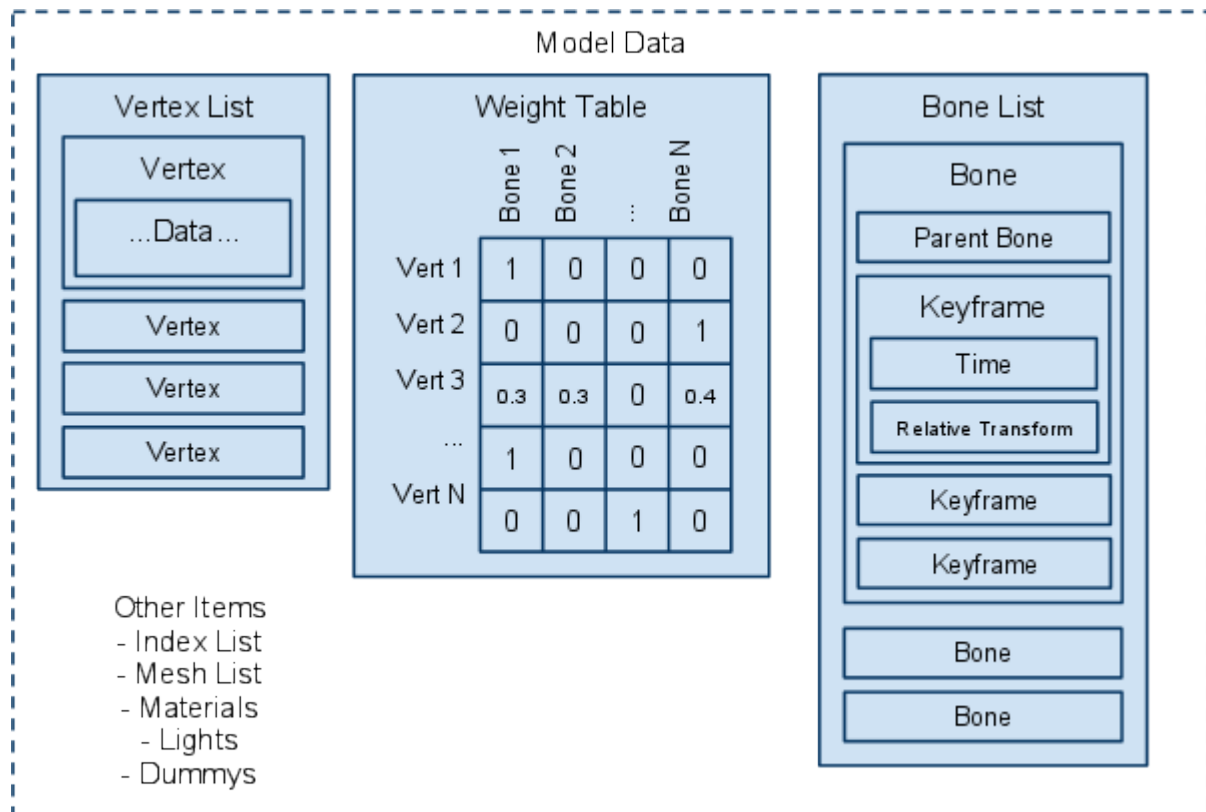 Model Data
Vertex List
Vertex
...Data...
Vertex
Vertex
Vertex
Weight Table
Bone 1
Bone 2
...
Bone N
Vert 1 1 0 0 0
Vert 2 0 0 0 1
Vert 3 0.3 0.3 0 0.4
... 1 0 0 0
Vert N 0 0 1 0
Bone List
Bone
Parent Bone
Keyframe
Time
Relative Transform
Keyframe
Keyframe
Bone
Bone
Other Items
- Index List
- Mesh List
- Materials
- Lights
- Dummys